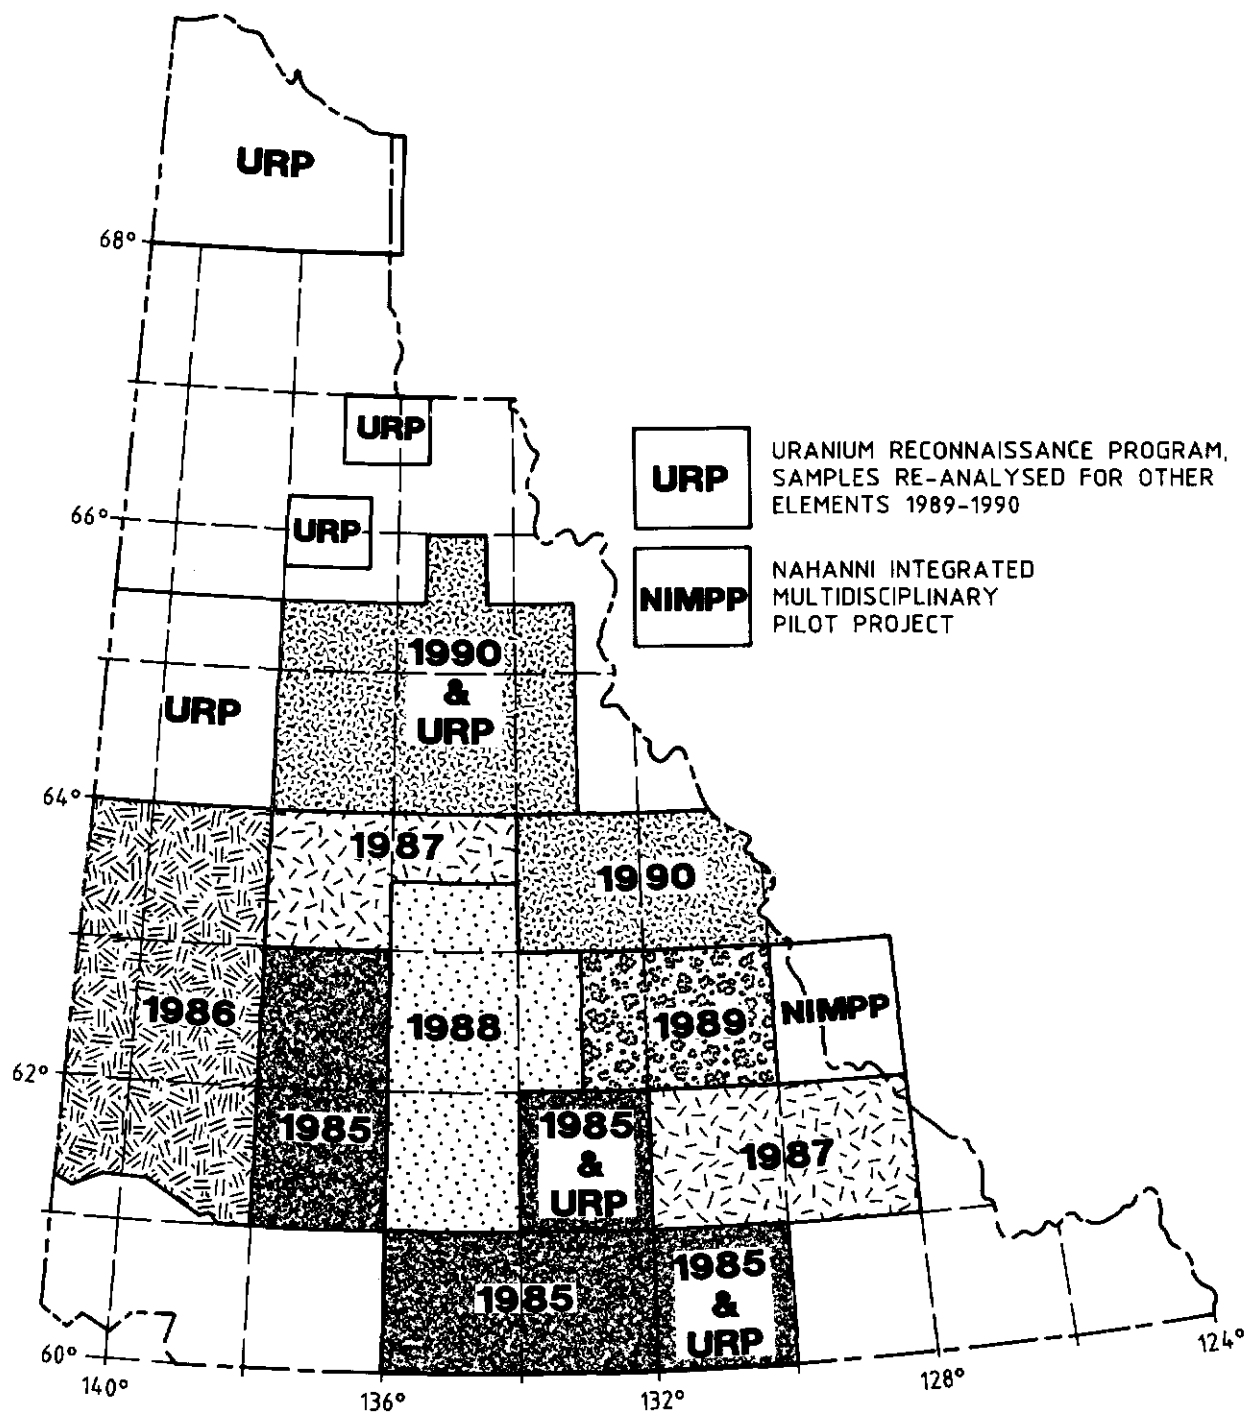 URP
68°
URP
URANIUM RECONNAISSANCE PROGRAM,
SAMPLES RE-ANALYSED FOR OTHER
ELEMENTS 1989-1990
URP
66°
URP
NAHANNI INTEGRATED
MULTIDISCIPLINARY
PILOT PROJECT
NIMPP
1990
&
URP
URP
64°
1987
1990
1986
1988
1989
NIMPP
62°
1985
1985
&
URP
1987
1985
1985
&
URP
60°
140°
136°
132°
128°
124°